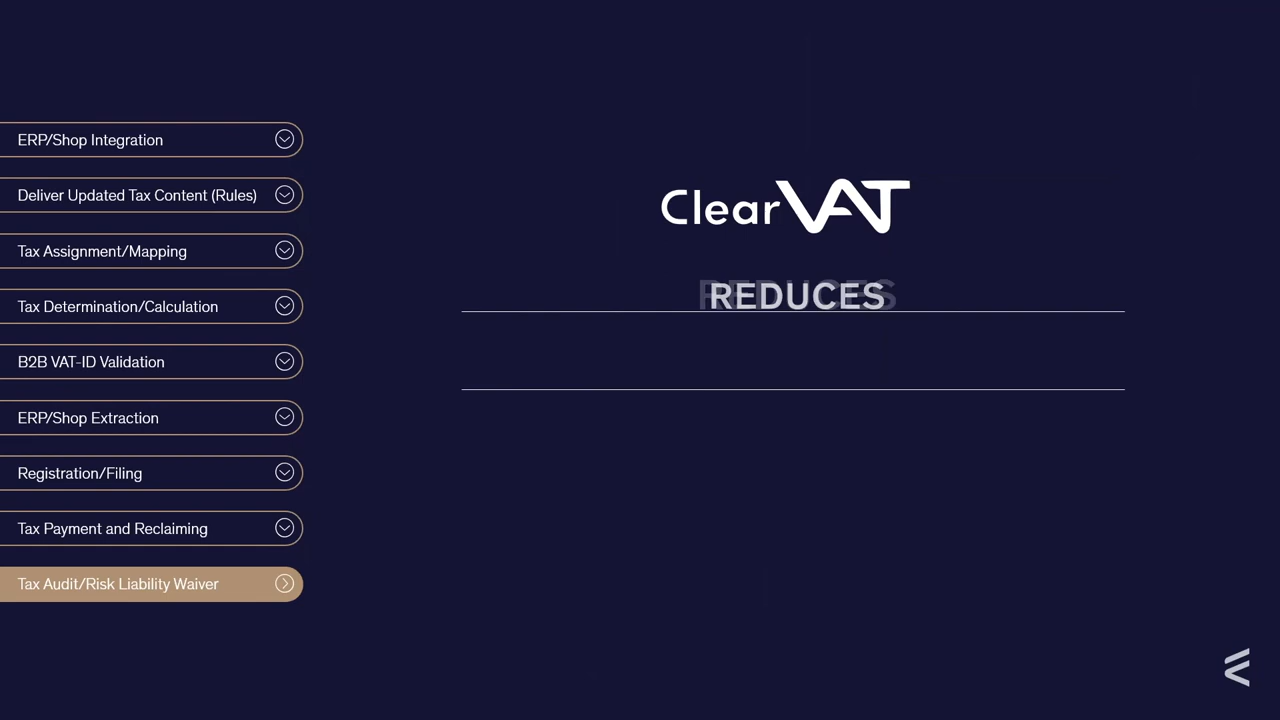 ERP/Shop Integration
Deliver Updated Tax Content (Rules)
Tax Assignment/Mapping
Tax Determination/Calculation
B2B VAT-ID Validation
ERP/Shop Extraction
Registration/Filing
Tax Payment and Reclaiming
Tax Audit/Risk Liability Waiver
ClearVAT
REDUCES